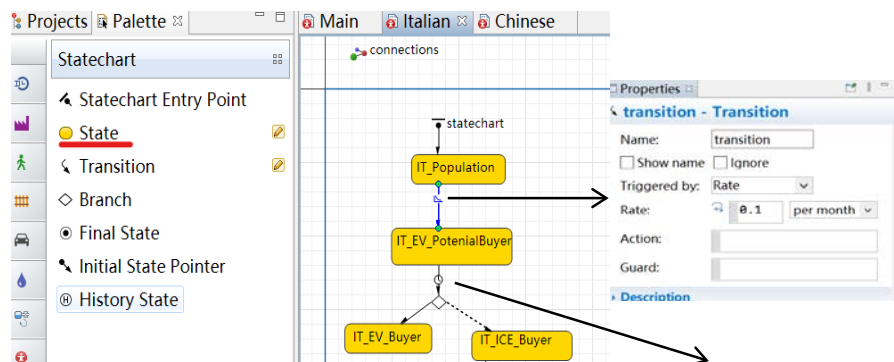 Projects Palette
Statechart
Statechart Entry Point
State
Transition
Branch
Final State
Initial State Pointer
H History State
Main Italian Chinese
connections
statechart
IT_Population
IT_EV_PotenialBuyer
IT_EV_Buyer
IT_ICE_Buyer
Properties
transition - Transition
Name: transition
Show name Ignore
Triggered by: Rate
Rate: 0.1 per month
Action:
Guard:
Description